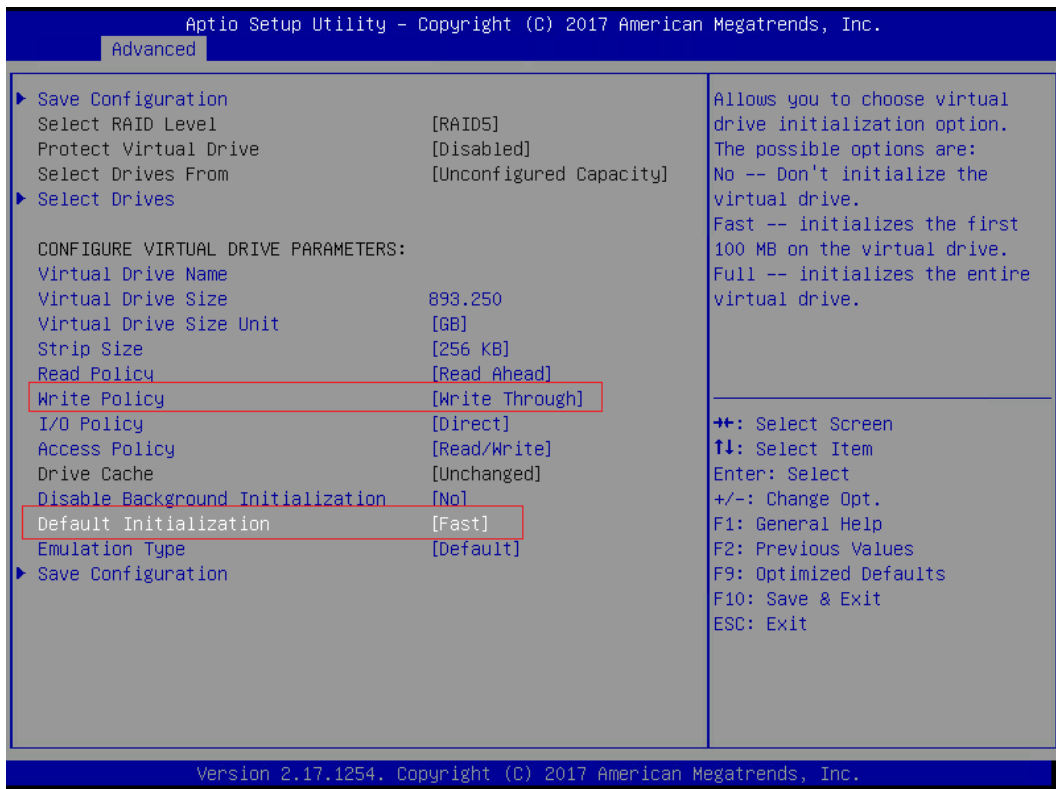 Aptio Setup Utility – Copyright (C) 2017 American Megatrends, Inc.
Advanced
Save Configuration
Select RAID Level [RAID5]
Protect Virtual Drive [Disabled]
Select Drives From [Unconfigured Capacity]
Select Drives
CONFIGURE VIRTUAL DRIVE PARAMETERS:
Virtual Drive Name
Virtual Drive Size 893.250
Virtual Drive Size Unit [GB]
Strip Size [256 KB]
Read Policy [Read Ahead]
Write Policy [Write Through]
I/O Policy [Direct]
Access Policy [Read/Write]
Drive Cache [Unchanged]
Disable Background Initialization [No]
Default Initialization [Fast]
Emulation Type [Default]
Save Configuration
Allows you to choose virtual
drive initialization option.
The possible options are:
No -- Don't initialize the
virtual drive.
Fast -- initializes the first
100 MB on the virtual drive.
Full -- initializes the entire
virtual drive.
→←: Select Screen
↑↓: Select Item
Enter: Select
+/-: Change Opt.
F1: General Help
F2: Previous Values
F9: Optimized Defaults
F10: Save & Exit
ESC: Exit
Version 2.17.1254. Copyright (C) 2017 American Megatrends, Inc.